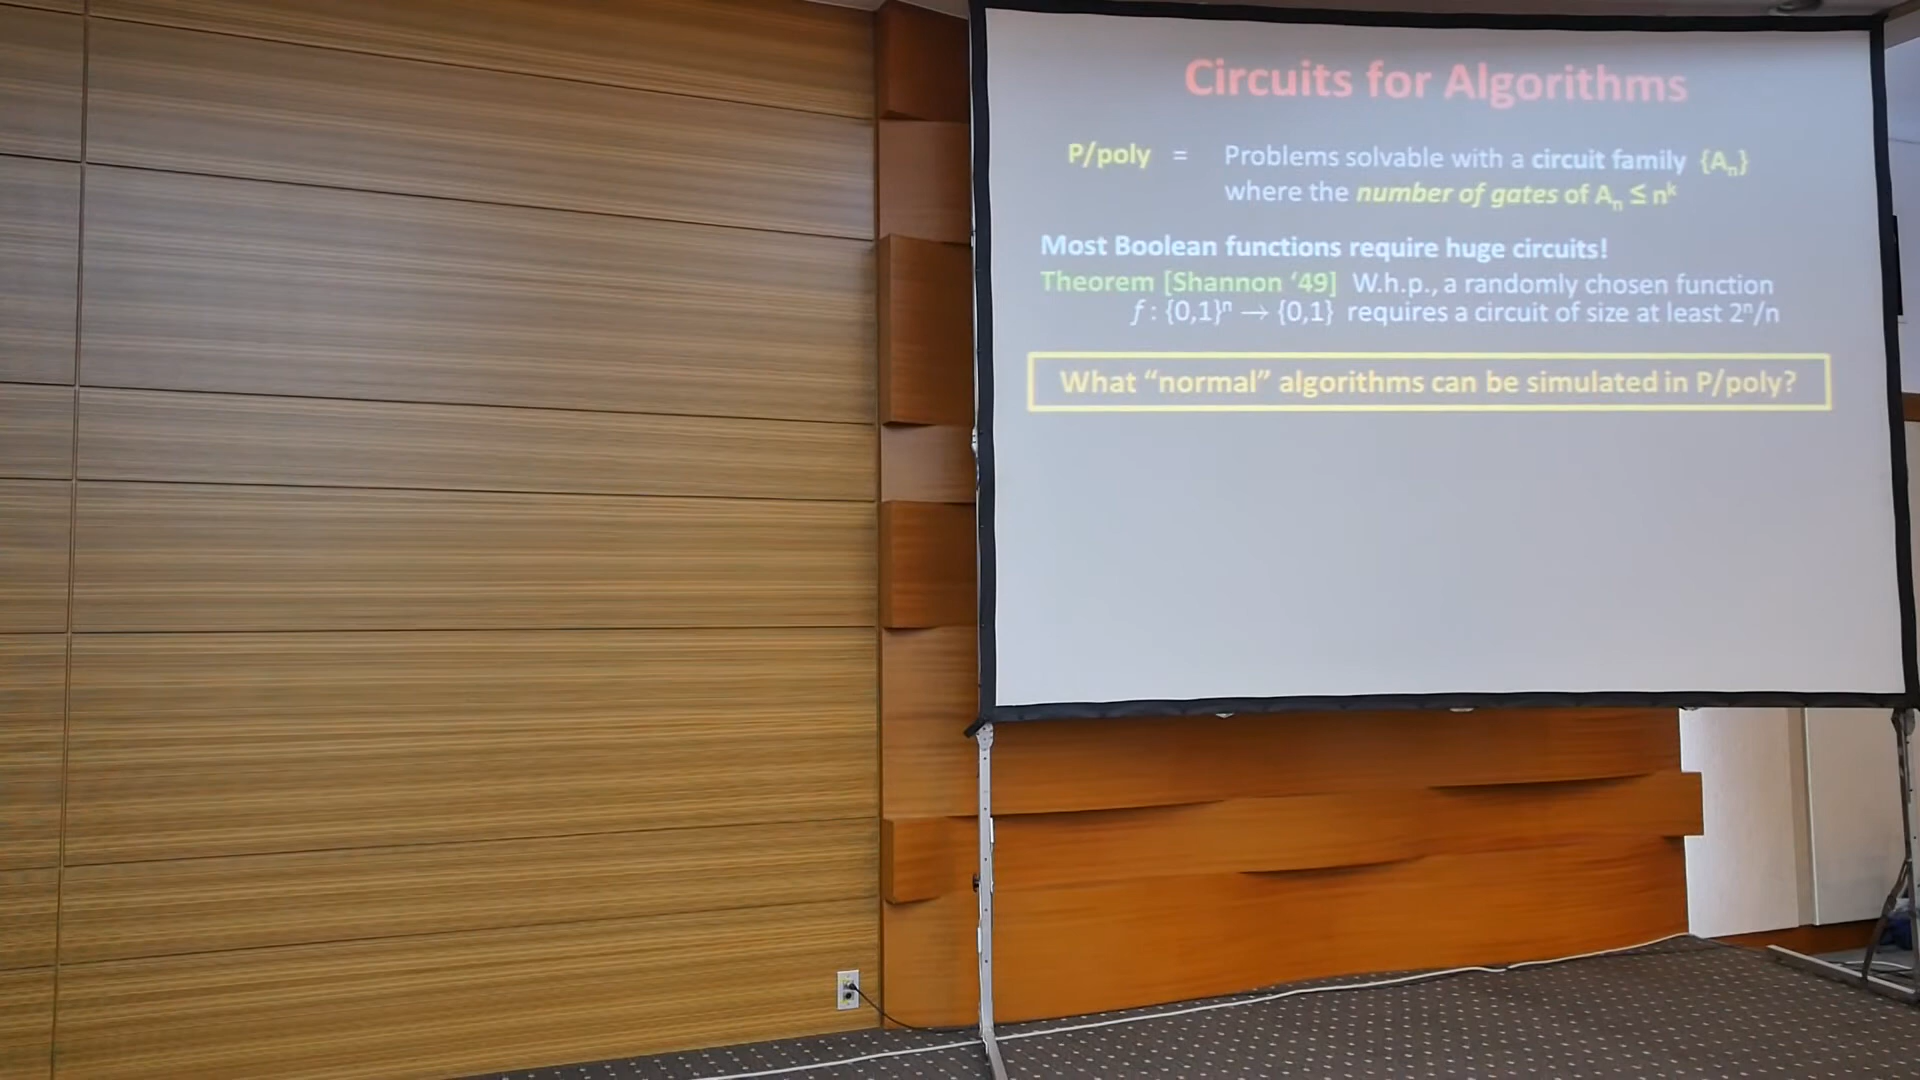 Circuits for Algorithms
P/poly = Problems solvable with a circuit family {Aₙ}
where the number of gates of Aₙ ≤ nᵏ
Most Boolean functions require huge circuits!
Theorem [Shannon ‘49] W.h.p., a randomly chosen function
f : {0,1}ⁿ → {0,1} requires a circuit of size at least 2ⁿ/n
What “normal” algorithms can be simulated in P/poly?